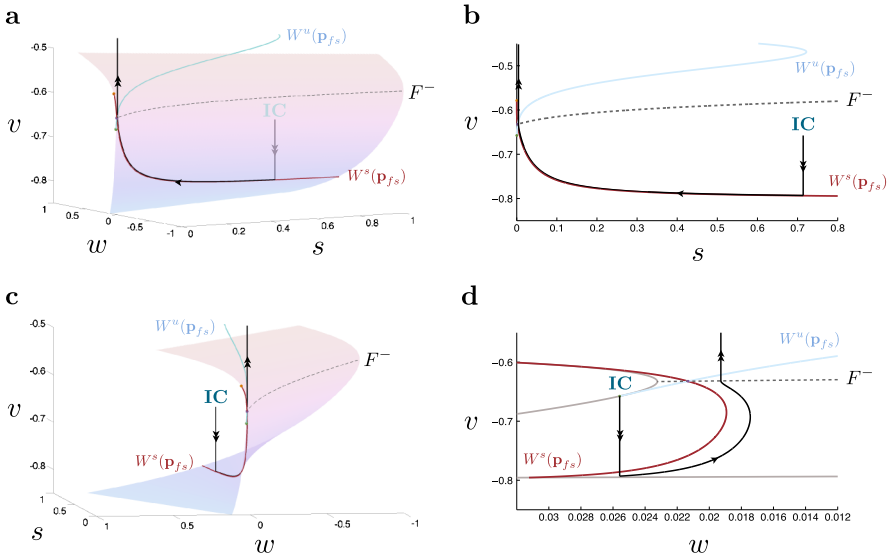 a
W^u(p_fs)
-0.5
-0.6
F^-
IC
v
-0.7
-0.8
W^s(p_fs)
1
0.5
0
-0.5
-1
0
0.2
0.4
0.6
0.8
1
w
s
b
-0.5
W^u(p_fs)
-0.6
F^-
IC
v
-0.7
-0.8
W^s(p_fs)
0
0.1
0.2
0.3
0.4
0.5
0.6
0.7
0.8
s
c
-0.5
W^u(p_fs)
-0.6
F^-
IC
v
-0.7
W^s(p_fs)
-0.8
1
0.5
0
1
0.5
0
-0.5
-1
s
w
d
W^u(p_fs)
-0.6
F^-
IC
v
-0.7
W^s(p_fs)
-0.8
0.03
0.028
0.026
0.024
0.022
0.02
0.018
0.016
0.014
0.012
w